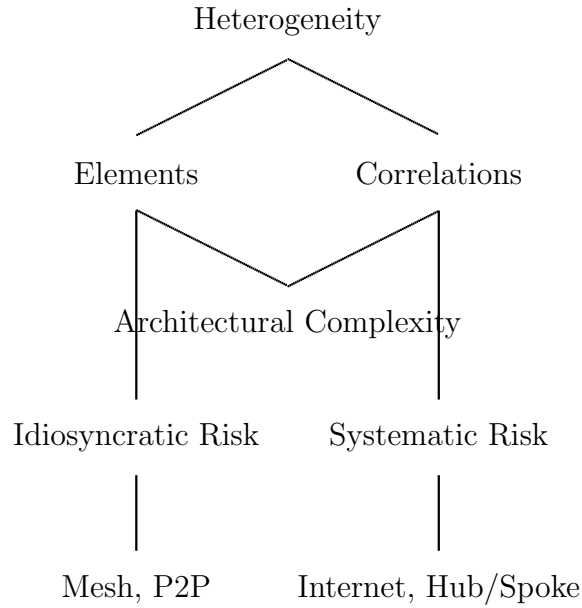 Heterogeneity
Elements
Correlations
Architectural Complexity
Idiosyncratic Risk
Systematic Risk
Mesh, P2P
Internet, Hub/Spoke